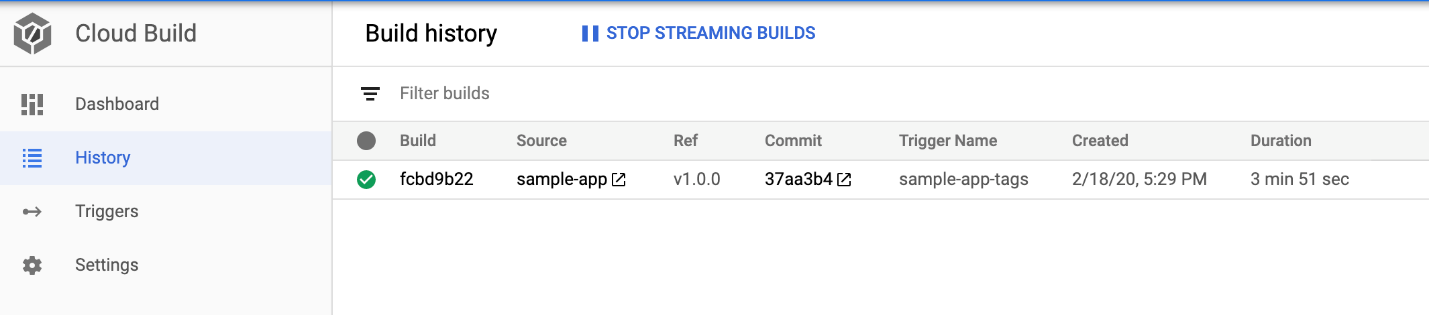 Cloud Build
Build history
STOP STREAMING BUILDS
Dashboard
History
Triggers
Settings
Filter builds
Build Source Ref Commit Trigger Name Created Duration
fcbd9b22 sample-app v1.0.0 37aa3b4 sample-app-tags 2/18/20, 5:29 PM 3 min 51 sec